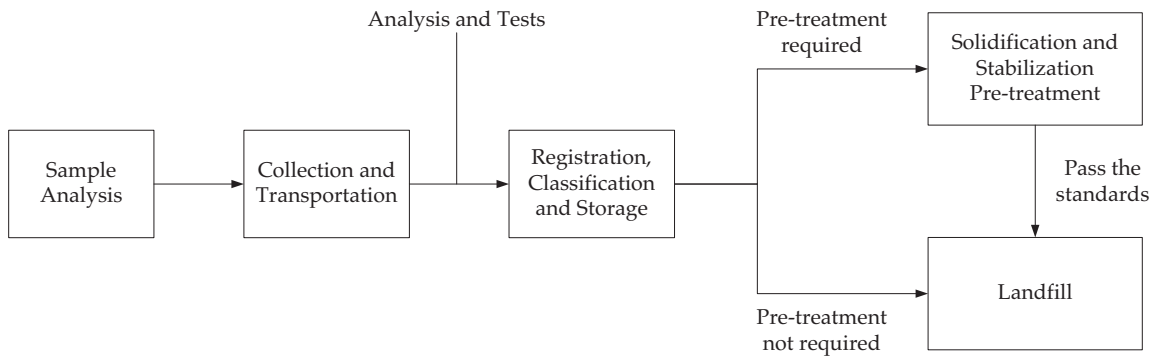 Analysis and Tests
Pre-treatment
required
Solidification and
Stabilization
Pre-treatment
Sample
Analysis
Collection and
Transportation
Registration,
Classification
and Storage
Pass the
standards
Landfill
Pre-treatment
not required